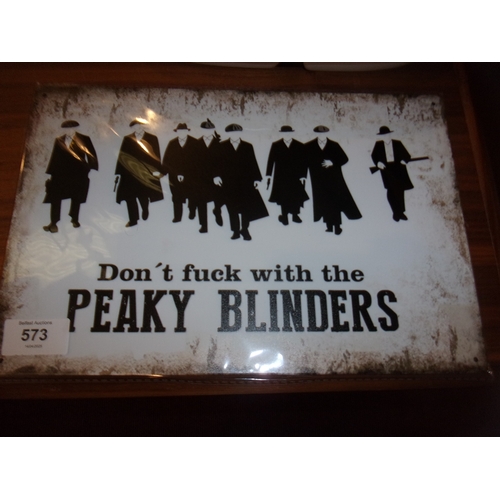 Don´t fuck with the
PEAKY BLINDERS
573